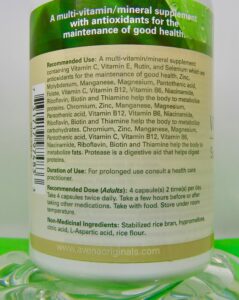 A multi-vitamin/mineral supplement
with antioxidants for the
maintenance of good health.
Recommended Use: A multi-vitamin/mineral supplement
containing Vitamin C, Vitamin E, Rutin, and Selenium which are
antioxidants for the maintenance of good health.
Molybdenum, Manganese, Magnesium, Pantothenic acid,
Folate, Vitamin C, Vitamin B12, Vitamin B6, Niacinamide,
Riboflavin, Biotin and Thiamine help the body to metabolize
proteins. Chromium, Zinc, Manganese, Magnesium,
Pantothenic acid, Vitamin C, Vitamin B12, Vitamin B6, Niacinamide,
Riboflavin, Biotin and Thiamine help the body to metabolize
carbohydrates. Chromium, Zinc, Manganese, Magnesium,
Pantothenic acid, Vitamin C, Vitamin B12, Vitamin B6,
Niacinamide, Riboflavin, Biotin and Thiamine help to body to
metabolize fats. Protease is a digestive aid that helps digest
proteins.
Duration of Use: For prolonged use consult a health care
practitioner.
Recommended Dose (Adults): 4 capsule(s) 2 time(s) per day.
Take 4 capsules twice daily. Take a few hours before or after
taking other medications. Take with food. Store under room
temperature.
Non-Medicinal Ingredients: Stabilized rice bran, hypromellose,
citric acid, L-Aspartic acid, rice flour.
www.avenaoriginals.com